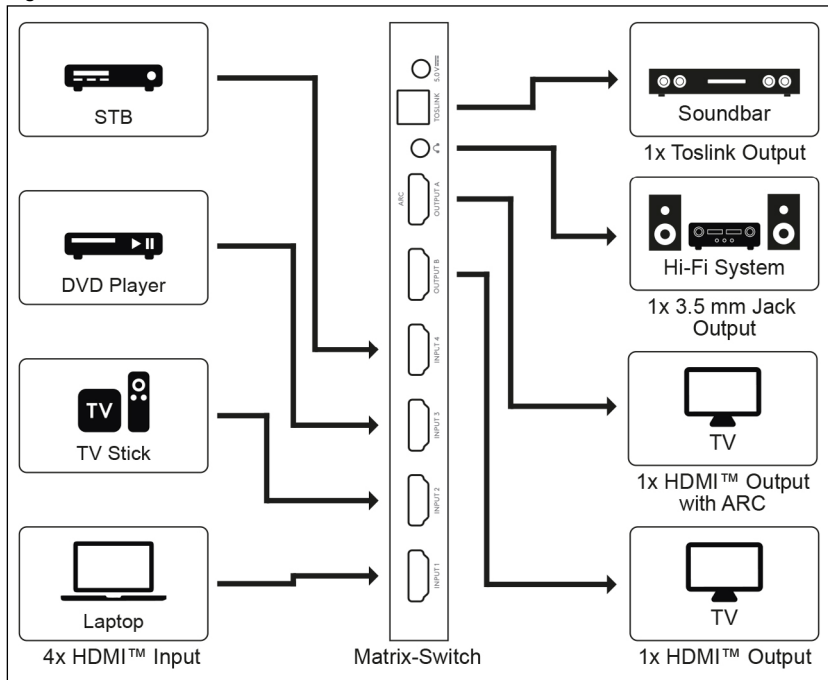 STB
DVD Player
TV
TV Stick
Laptop
4x HDMI™ Input
5.0V
TOSLINK
ARC
OUTPUT A
OUTPUT B
INPLT 4
INPUT 3
INPUT 2
INPUT 1
Matrix-Switch
Soundbar
1x Toslink Output
Hi-Fi System
1x 3.5 mm Jack
Output
TV
1x HDMI™ Output
with ARC
TV
1x HDMI™ Output